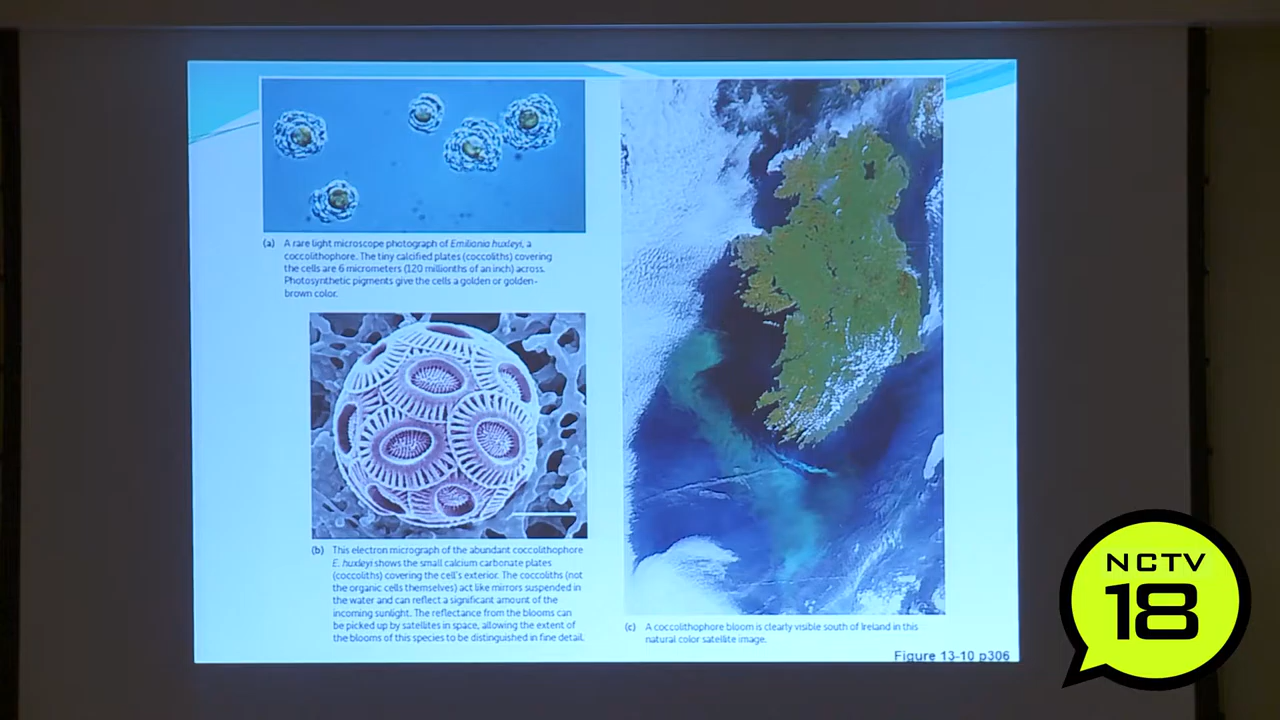 (a) A rare light microscope photograph of Emiliania huxleyi, a
coccolithophore. The tiny calcified plates (coccoliths) covering
the cells are 6 micrometers (120 millionths of an inch) across.
Photosynthetic pigments give the cells a golden or golden-
brown color.
(b) This electron micrograph of the abundant coccolithophore
E. huxleyi shows the small calcium carbonate plates
(coccoliths) covering the cell's exterior. The coccoliths (not
the organic cells themselves) act like mirrors suspended in
the water and can reflect a significant amount of the
incoming sunlight. The reflectance from the blooms can
be picked up by satellites in space, allowing the extent of
the blooms of this species to be distinguished in fine detail.
(c) A coccolithophore bloom is clearly visible south of Ireland in this
natural color satellite image.
Figure 13-10 p306
NCTV
18